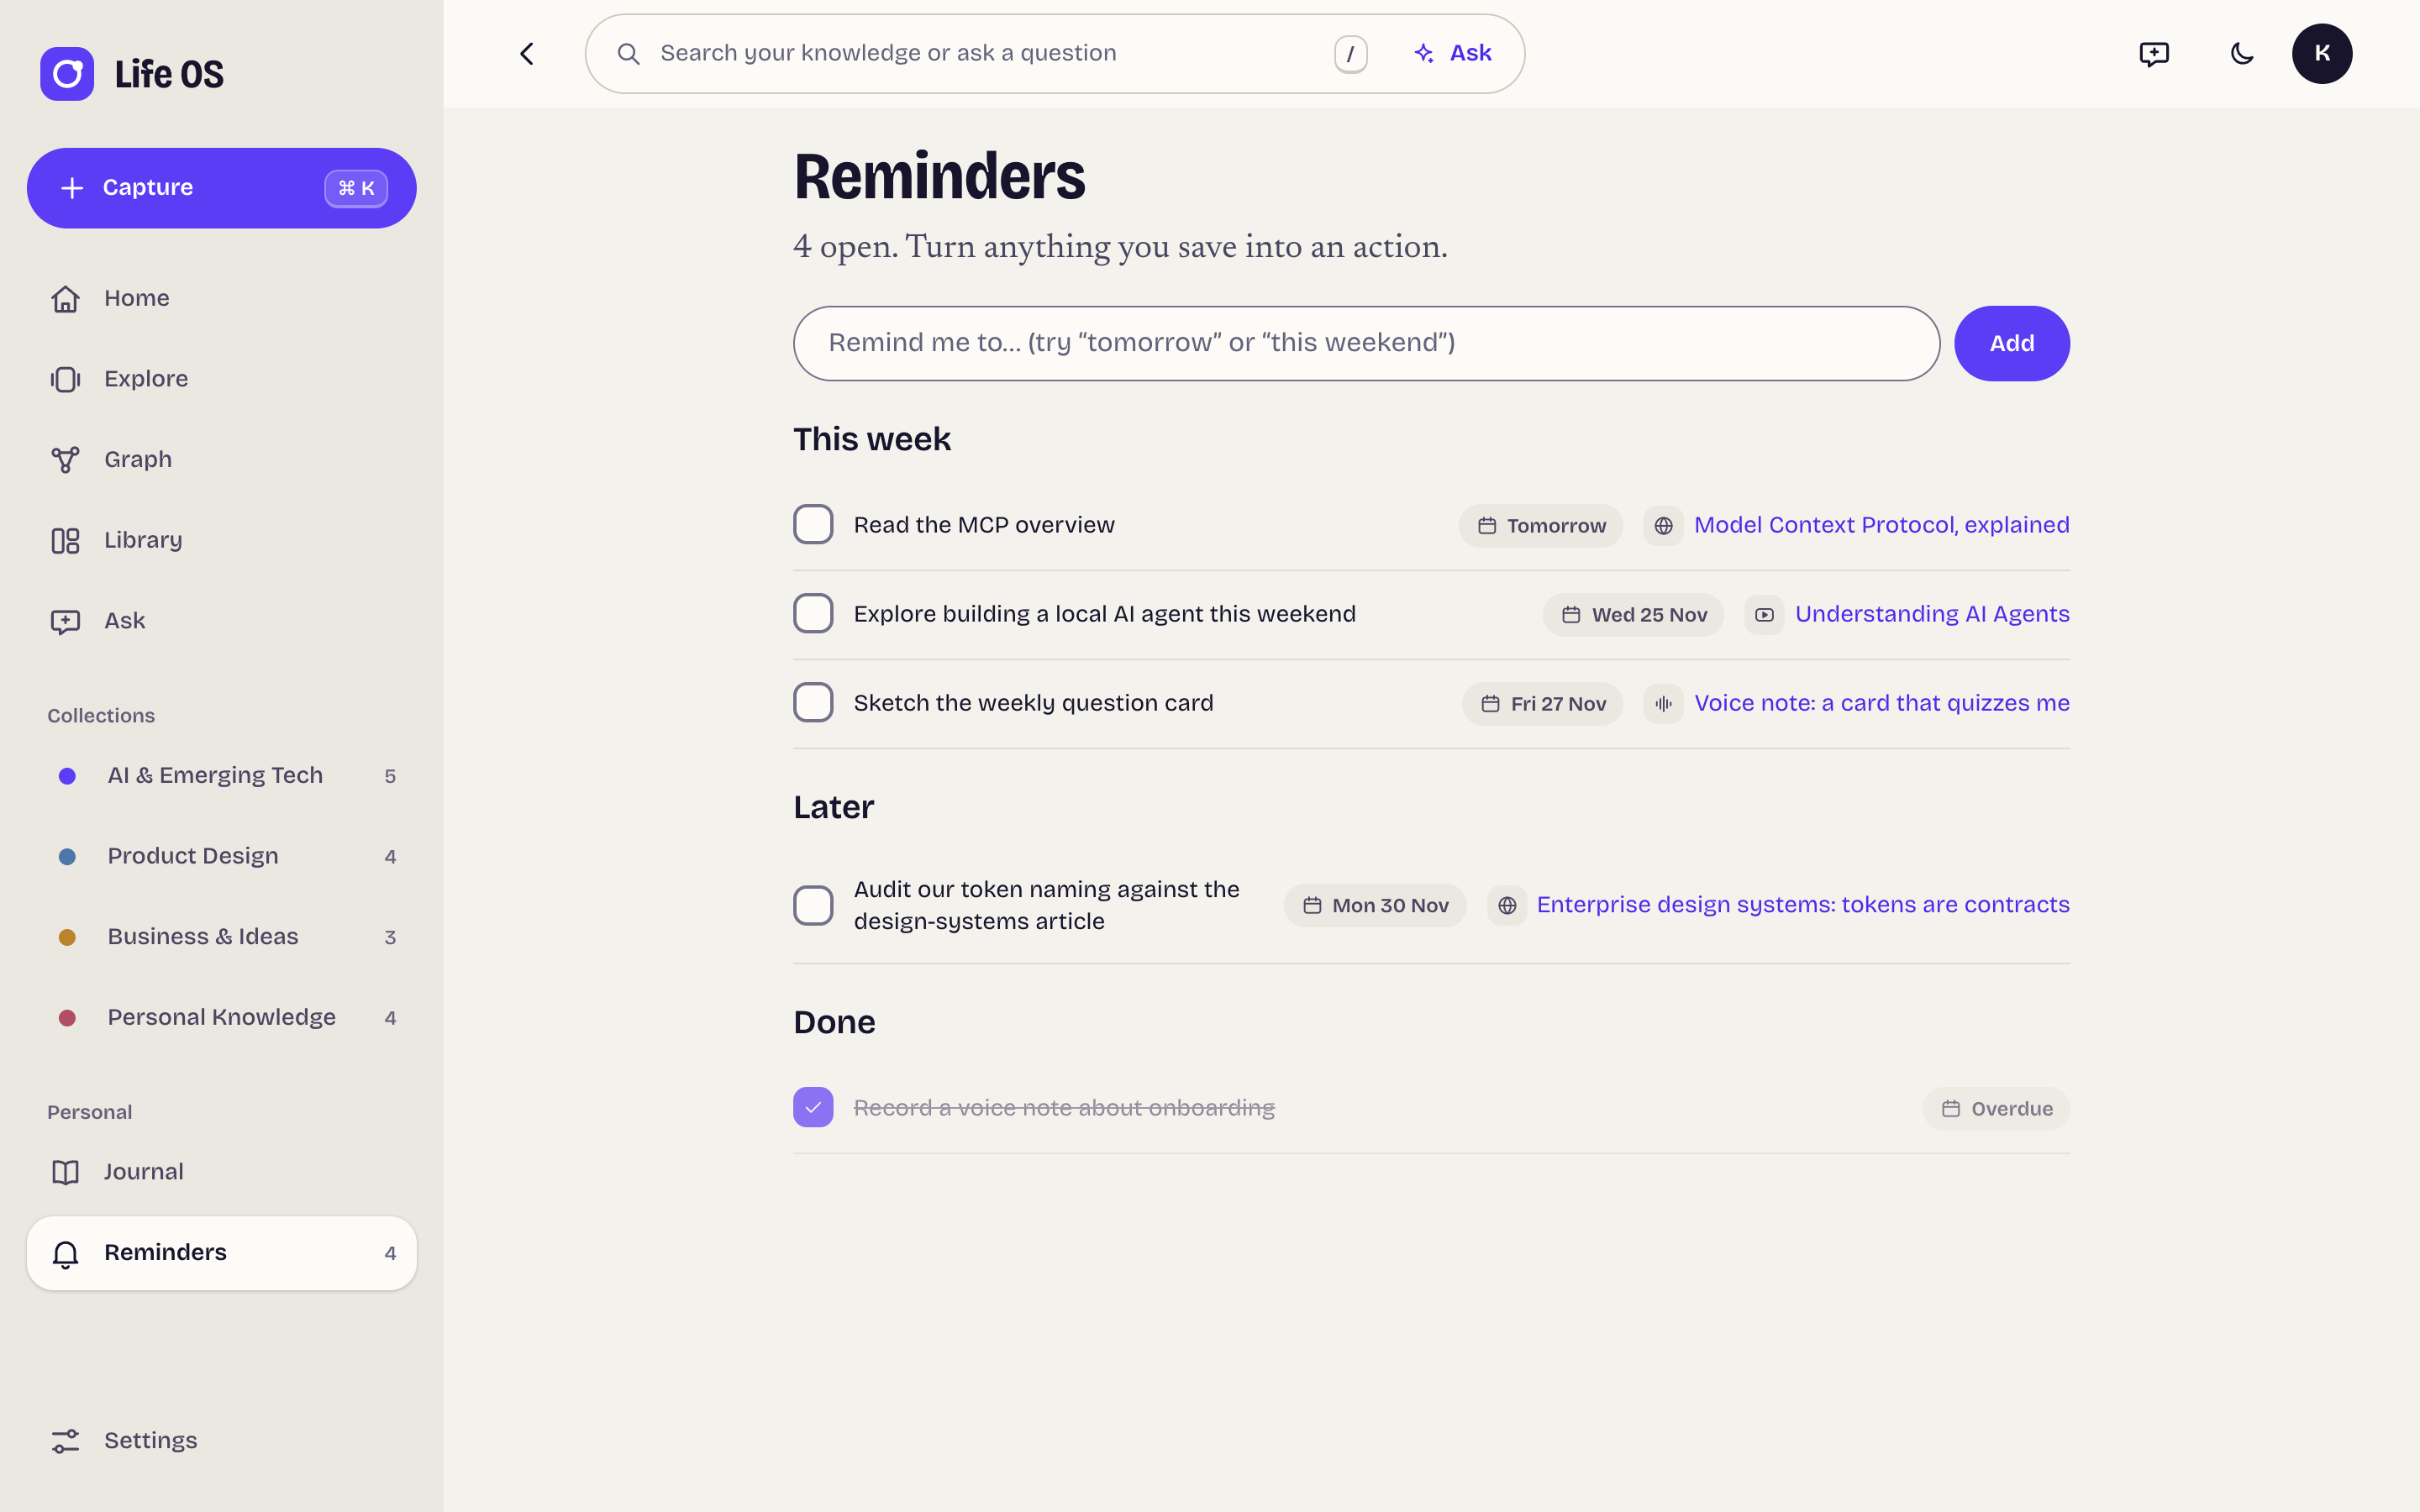 Life OS
Capture
⌘ K
Home
Explore
Graph
Library
Ask
Collections
AI & Emerging Tech 5
Product Design 4
Business & Ideas 3
Personal Knowledge 4
Personal
Journal
Reminders 4
Settings
Search your knowledge or ask a question
/
Ask
K
Reminders
4 open. Turn anything you save into an action.
Remind me to... (try “tomorrow” or “this weekend”)
Add
This week
Read the MCP overview Tomorrow Model Context Protocol, explained
Explore building a local AI agent this weekend Wed 25 Nov Understanding AI Agents
Sketch the weekly question card Fri 27 Nov Voice note: a card that quizzes me
Later
Audit our token naming against the
design-systems article
Mon 30 Nov Enterprise design systems: tokens are contracts
Done
Record a voice note about onboarding Overdue